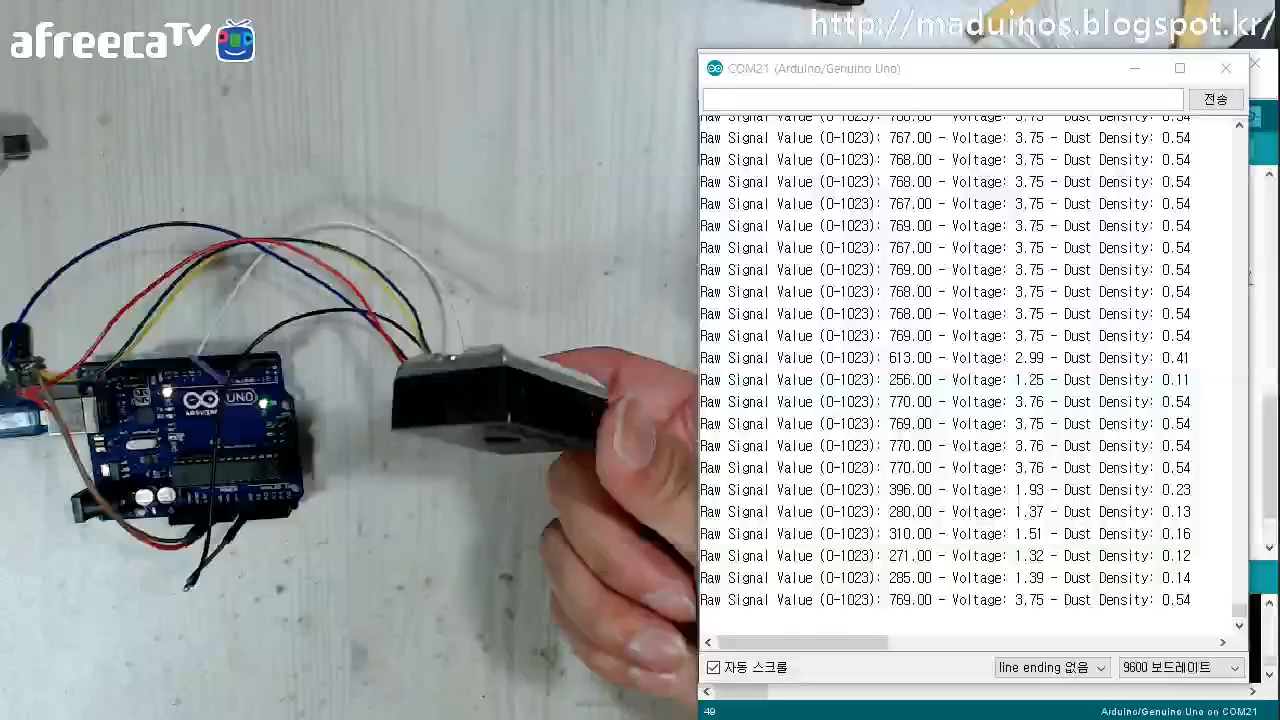 afreecaTV
http://maduinos.blogspot.kr/
COM21 (Arduino/Genuino Uno)
전송
Raw Signal Value (0-1023): 768.00 - Voltage: 3.75 - Dust Density: 0.54
Raw Signal Value (0-1023): 767.00 - Voltage: 3.75 - Dust Density: 0.54
Raw Signal Value (0-1023): 768.00 - Voltage: 3.75 - Dust Density: 0.54
Raw Signal Value (0-1023): 768.00 - Voltage: 3.75 - Dust Density: 0.54
Raw Signal Value (0-1023): 767.00 - Voltage: 3.75 - Dust Density: 0.54
Raw Signal Value (0-1023): 769.00 - Voltage: 3.75 - Dust Density: 0.54
Raw Signal Value (0-1023): 767.00 - Voltage: 3.75 - Dust Density: 0.54
Raw Signal Value (0-1023): 769.00 - Voltage: 3.75 - Dust Density: 0.54
Raw Signal Value (0-1023): 768.00 - Voltage: 3.75 - Dust Density: 0.54
Raw Signal Value (0-1023): 768.00 - Voltage: 3.75 - Dust Density: 0.54
Raw Signal Value (0-1023): 769.00 - Voltage: 3.75 - Dust Density: 0.54
Raw Signal Value (0-1023): 613.00 - Voltage: 2.99 - Dust Density: 0.41
Raw Signal Value (0-1023): - Voltage: 1.25 - Dust Density: 0.11
Raw Signal Value (0-1023): 770.00 - Voltage: 3.76 - Dust Density: 0.54
Raw Signal Value (0-1023): 769.00 - Voltage: 3.75 - Dust Density: 0.54
Raw Signal Value (0-1023): 770.00 - Voltage: 3.76 - Dust Density: 0.54
Raw Signal Value (0-1023): 770.00 - Voltage: 3.76 - Dust Density: 0.54
Raw Signal Value (0-1023): - Voltage: - Dust Density: 0.23
Raw Signal Value (0-1023): 280.00 - Voltage: 1.37 - Dust Density: 0.13
Raw Signal Value (0-1023): 310.00 - Voltage: 1.51 - Dust Density: 0.16
Raw Signal Value (0-1023): 271.00 - Voltage: 1.32 - Dust Density: 0.12
Raw Signal Value (0-1023): 285.00 - Voltage: 1.39 - Dust Density: 0.14
Raw Signal Value (0-1023): 769.00 - Voltage: 3.75 - Dust Density: 0.54
자동 스크롤
line ending 없음
9600 보드레이트
49
Arduino/Genuino Uno on COM21
UNO